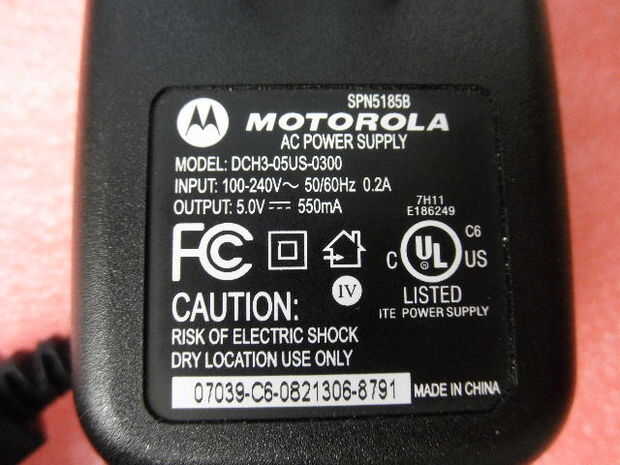 SPN5185B
MOTOROLA
AC POWER SUPPLY
MODEL: DCH3-05US-0300
INPUT: 100-240V~ 50/60Hz 0.2A
OUTPUT: 5.0V⎓ 550mA
7H11
E186249
FC
IV
C UL US
C6
LISTED
ITE POWER SUPPLY
CAUTION:
RISK OF ELECTRIC SHOCK
DRY LOCATION USE ONLY
07039-C6-0821306-8791 MADE IN CHINA